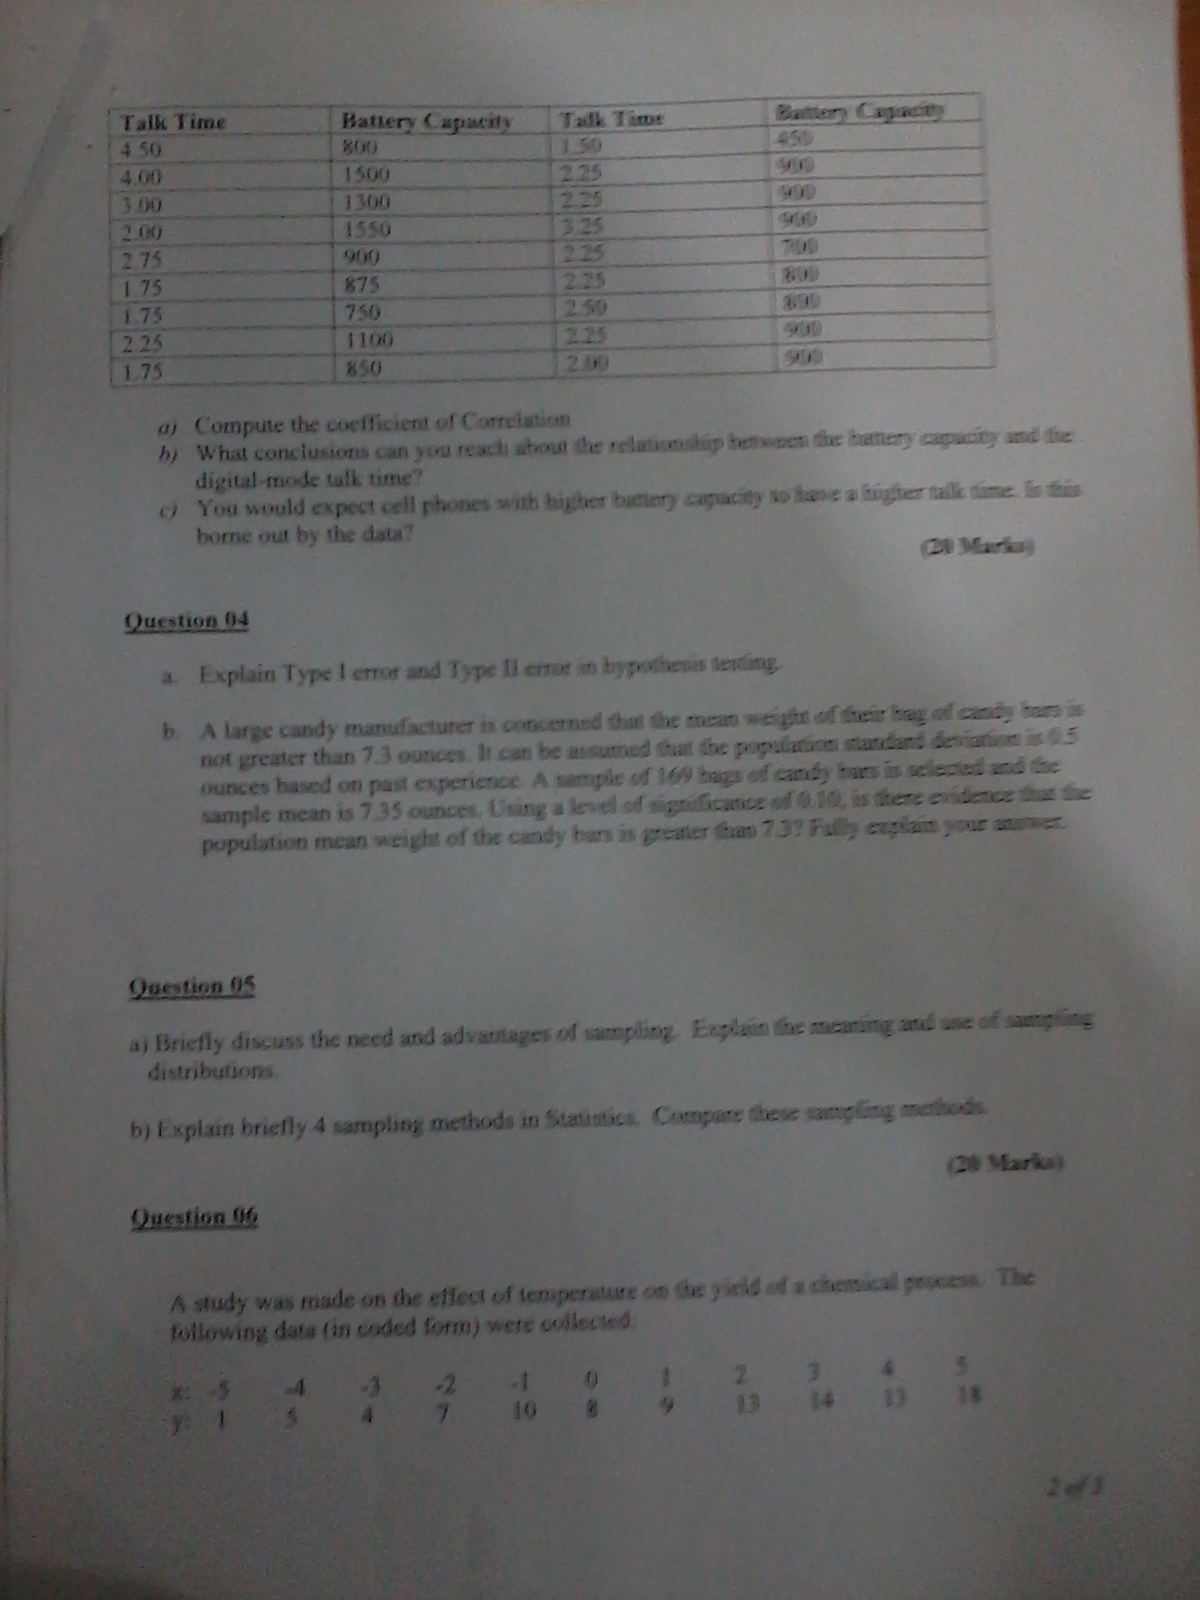 Talk Time Battery Capacity Talk Time Battery Capacity
4.50 800 1.50 450
4.00 1500 2.25 900
3.00 1300 2.25 900
2.00 1550 3.25 900
2.75 900 2.25 700
1.75 875 2.25 800
1.75 750 2.50 800
2.25 1100 2.25 900
1.75 850 2.00 900
a) Compute the coefficient of Correlation
b) What conclusions can you reach about the relationship between the battery capacity and the
digital-mode talk time?
c) You would expect cell phones with higher battery capacity to have a higher talk time. Is this
borne out by the data?
(20 Marks)
Question 04
a. Explain Type I error and Type II error in hypothesis testing.
b. A large candy manufacturer is concerned that the mean weight of their bag of candy bars is
not greater than 7.3 ounces. It can be assumed that the population standard deviation is 0.5
ounces based on past experience. A sample of 169 bags of candy bars is selected and the
sample mean is 7.35 ounces. Using a level of significance of 0.10, is there evidence that the
population mean weight of the candy bars is greater than 7.3? Fully explain your answer.
Question 05
a) Briefly discuss the need and advantages of sampling. Explain the meaning and use of sampling
distributions.
b) Explain briefly 4 sampling methods in Statistics. Compare these sampling methods.
(20 Marks)
Question 06
A study was made on the effect of temperature on the yield of a chemical process. The
following data (in coded form) were collected:
x: -5 -4 -3 -2 -1 0 1 2 3 4 5
y: 1 5 4 7 10 8 9 13 14 13 18
2 of 3